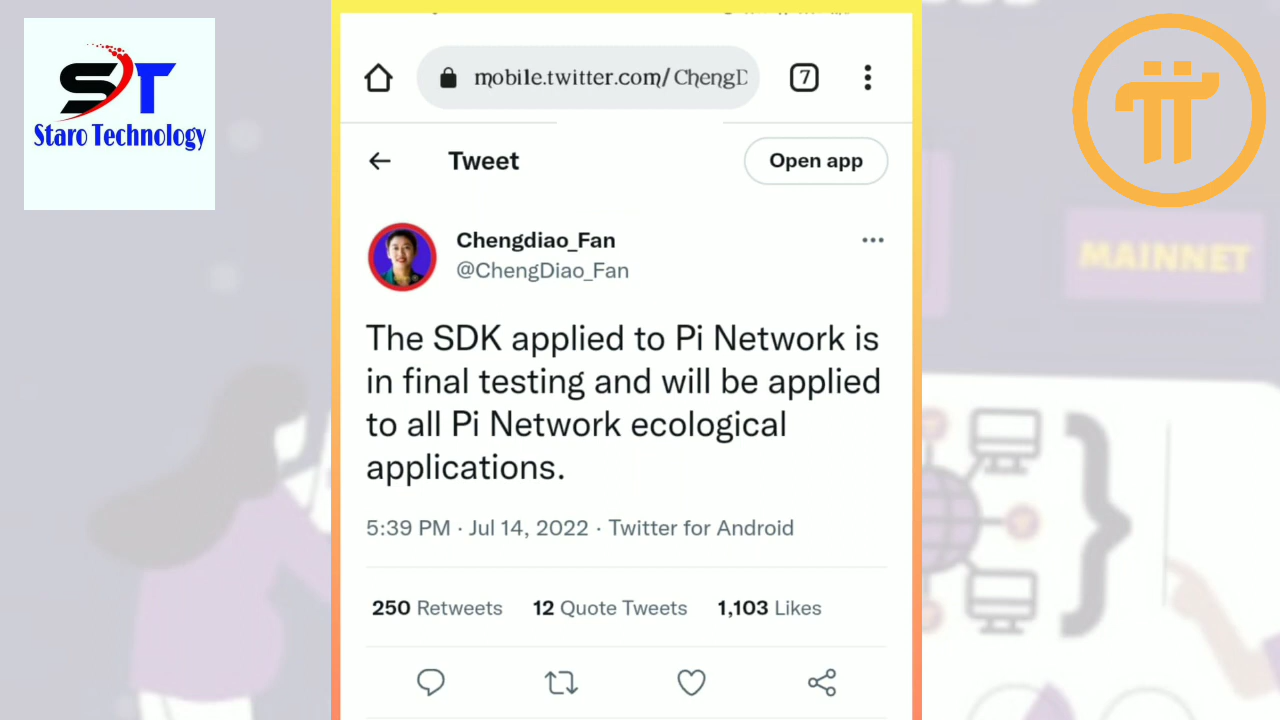 ST
Staro Technology
mobile.twitter.com/ChengD
7
Tweet
Open app
Chengdiao_Fan
@ChengDiao_Fan
MAINNET
The SDK applied to Pi Network is
in final testing and will be applied
to all Pi Network ecological
applications.
5:39 PM · Jul 14, 2022 · Twitter for Android
250 Retweets 12 Quote Tweets 1,103 Likes